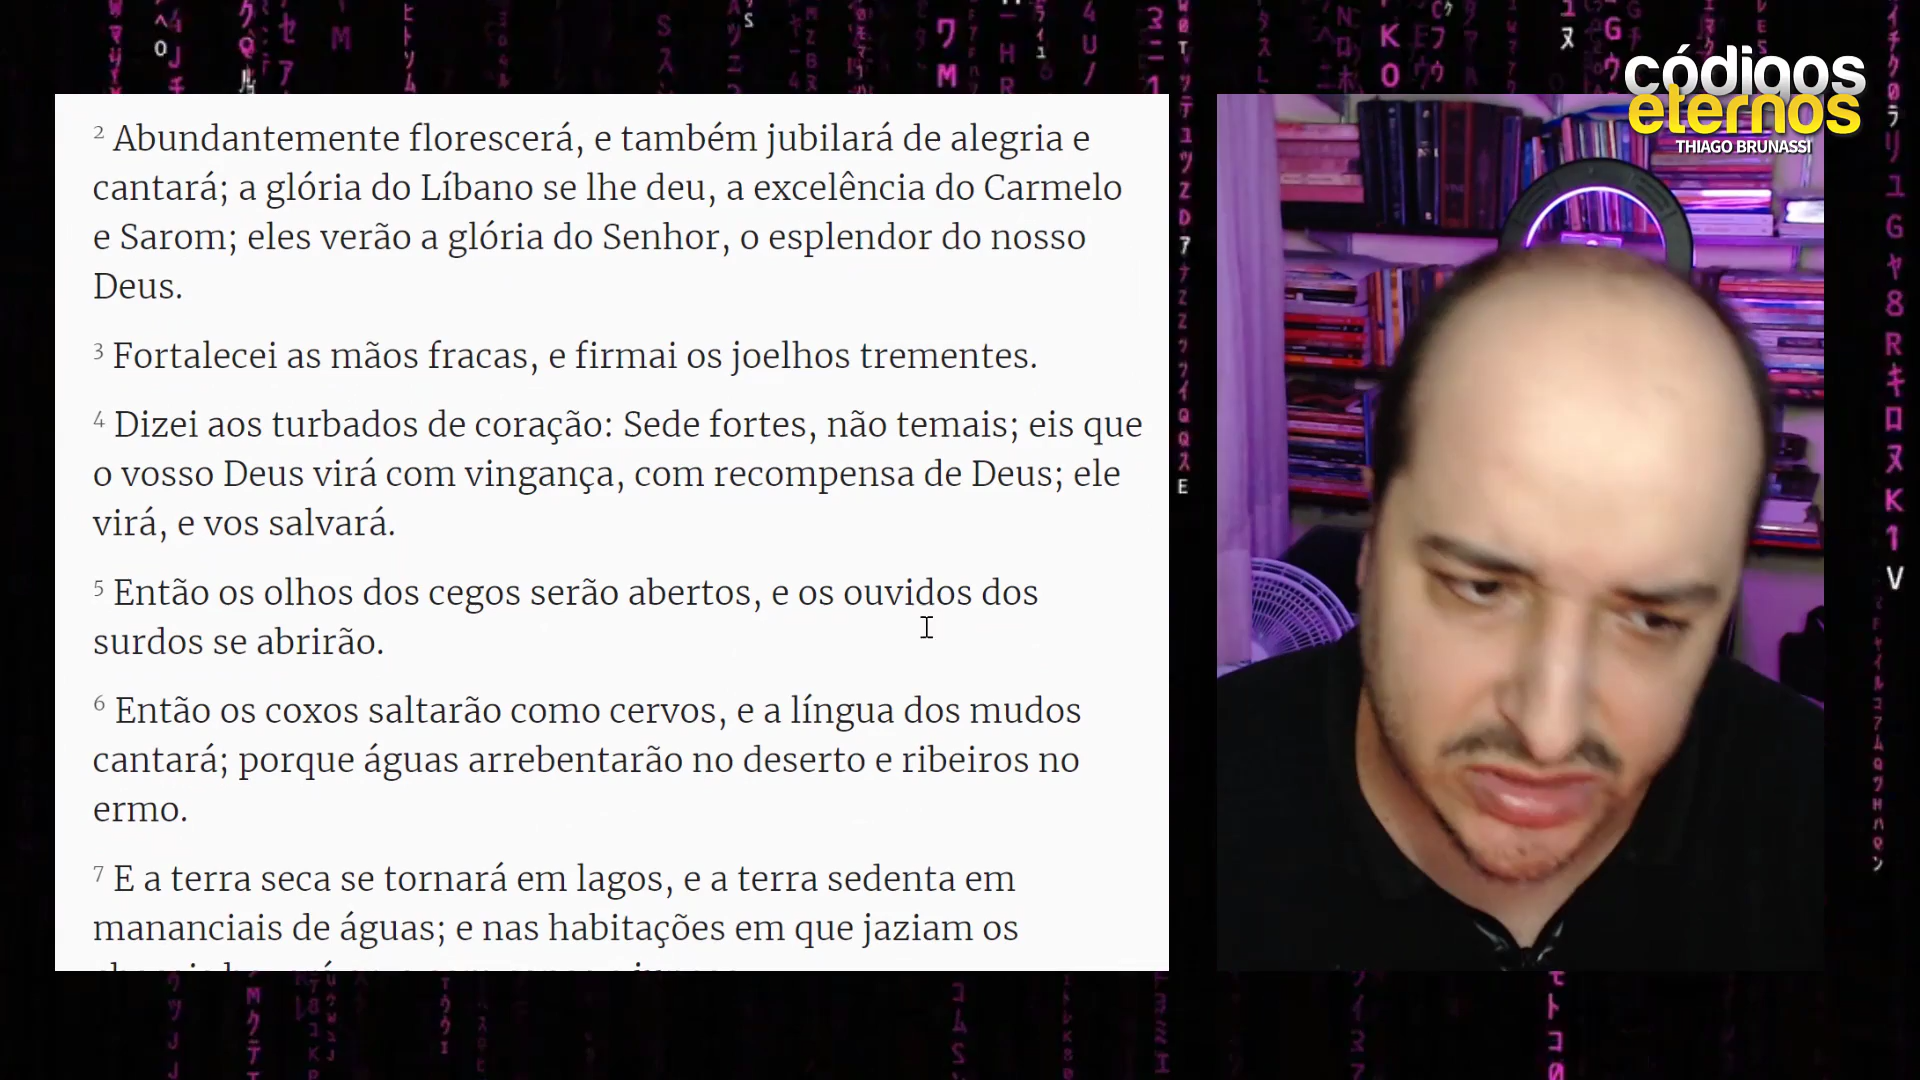 códigos
eternos
THIAGO BRUNASSI
2 Abundantemente florescerá, e também jubilará de alegria e
cantará; a glória do Líbano se lhe deu, a excelência do Carmelo
e Sarom; eles verão a glória do Senhor, o esplendor do nosso
Deus.
3 Fortalecei as mãos fracas, e firmai os joelhos trementes.
4 Dizei aos turbados de coração: Sede fortes, não temais; eis que
o vosso Deus virá com vingança, com recompensa de Deus; ele
virá, e vos salvará.
5 Então os olhos dos cegos serão abertos, e os ouvidos dos
surdos se abrirão.
6 Então os coxos saltarão como cervos, e a língua dos mudos
cantará; porque águas arrebentarão no deserto e ribeiros no
ermo.
7 E a terra seca se tornará em lagos, e a terra sedenta em
mananciais de águas; e nas habitações em que jaziam os